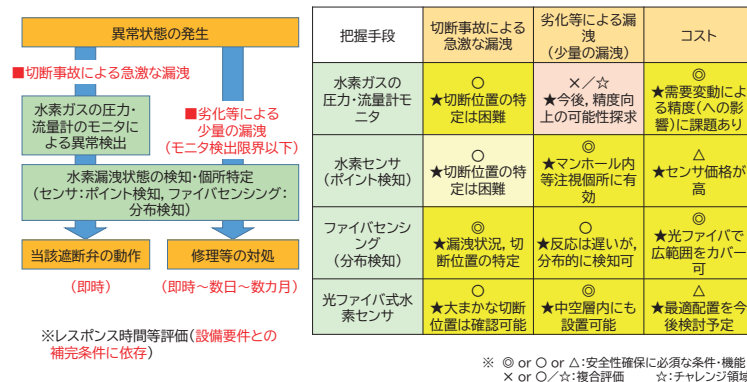 異常状態の発生
■切断事故による急激な漏洩
水素ガスの圧力・
流量計のモニタ
による異常検出
■劣化等による
少量の漏洩
(モニタ検出限界以下)
水素漏洩状態の検知・個所特定
(センサ:ポイント検知, ファイバセンシング:
分布検知)
当該遮断弁の動作
修理等の対処
(即時)
(即時~数日~数カ月)
※レスポンス時間等評価(設備要件との
補完条件に依存)
把握手段
切断事故による
急激な漏洩
劣化等による漏
洩
(少量の漏洩)
コスト
水素ガスの
圧力・流量計モ
ニタ
○
★切断位置の特
定は困難
×/☆
★今後, 精度向
上の可能性探求
◎
★需要変動によ
る精度(への影
響)に課題あり
水素センサ
(ポイント検知)
○
★切断位置の特
定は困難
◎
★マンホール内
等注視個所に有
効
△
★センサ価格が
高
ファイバセンシ
ング
(分布検知)
◎
★漏洩状況, 切
断位置の特定
○
★反応は遅いが,
分布的に検知可
◎
★光ファイバで
広範囲をカバー
可
光ファイバ式水
素センサ
○
★大まかな切断
位置は確認可能
◎
★中空層内にも
設置可能
△
★最適配置を今
後検討予定
※ ◎ or ○ or △:安全性確保に必須な条件・機能
× or ○/☆:複合評価 ☆:チャレンジ領域